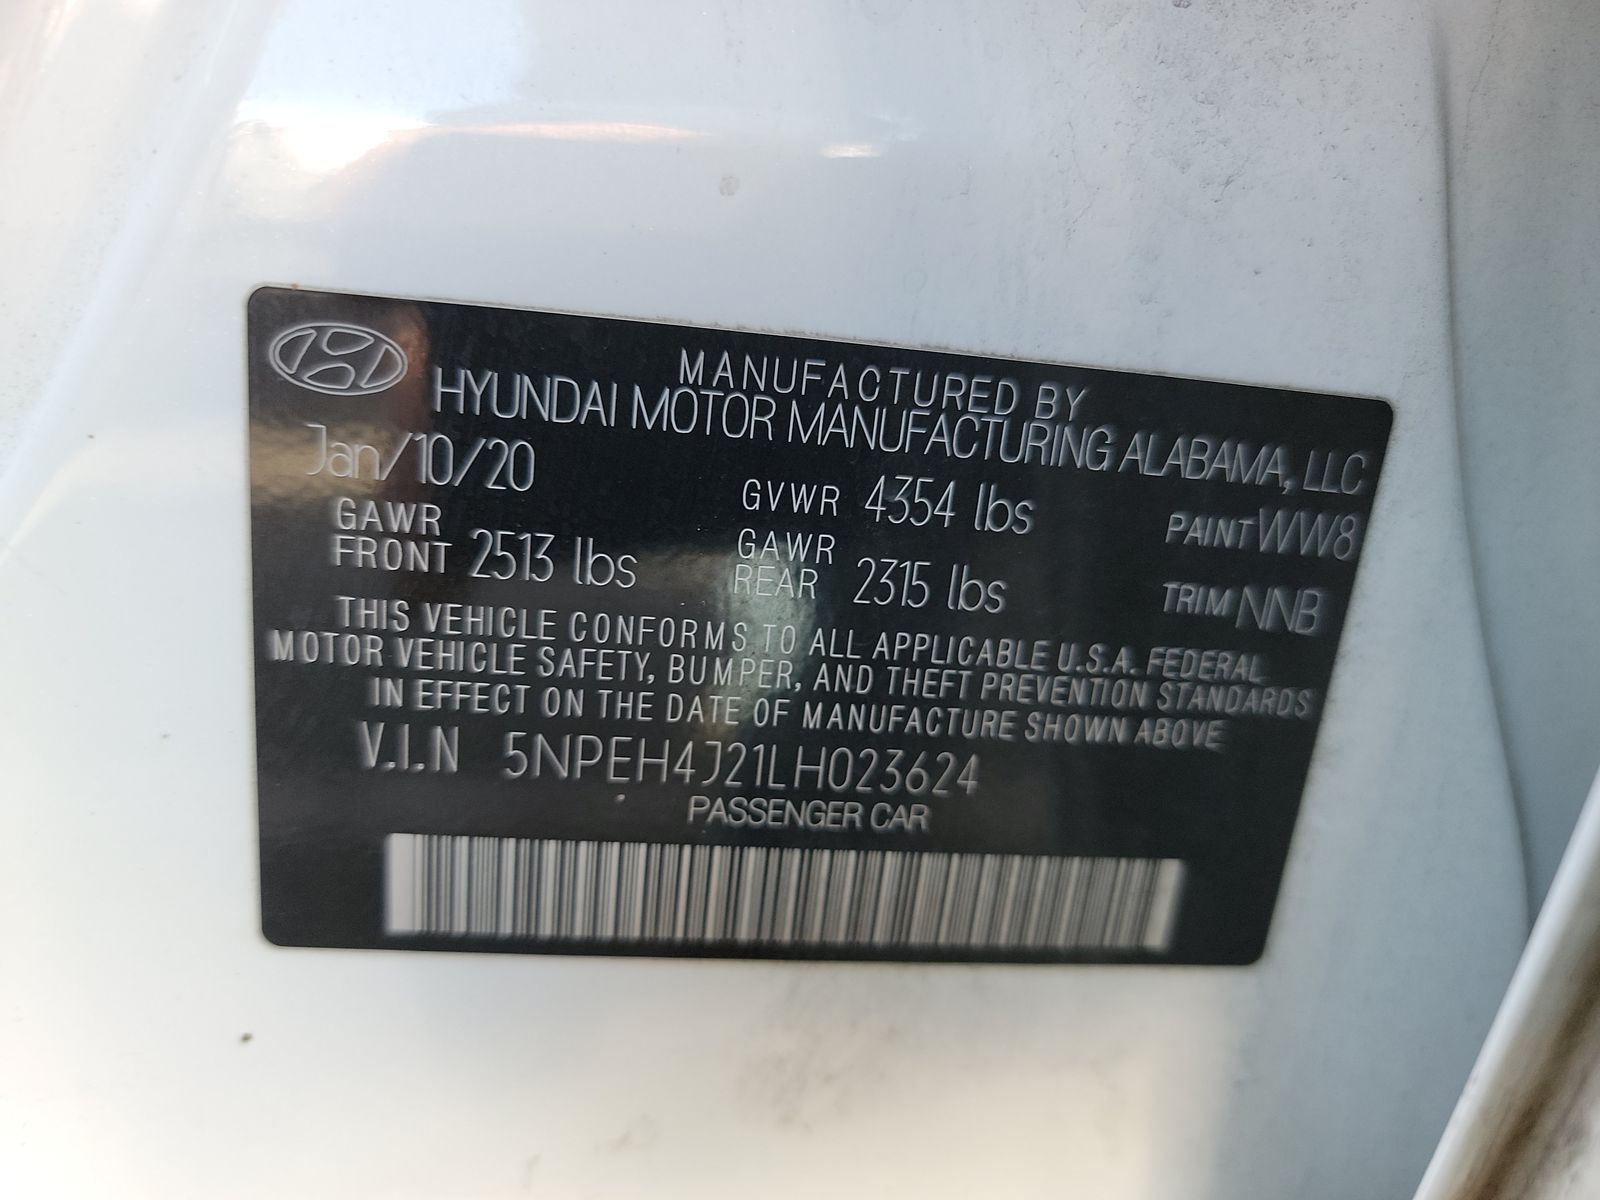 MANUFACTURED BY
HYUNDAI MOTOR MANUFACTURING ALABAMA, LLC
Jan/10/20
GVWR 4354 lbs
PAINT WW8
GAWR FRONT 2513 lbs
GAWR REAR 2315 lbs
TRIM NNB
THIS VEHICLE CONFORMS TO ALL APPLICABLE U.S.A. FEDERAL
MOTOR VEHICLE SAFETY, BUMPER, AND THEFT PREVENTION STANDARDS
IN EFFECT ON THE DATE OF MANUFACTURE SHOWN ABOVE
V.I.N 5NPEH4J21LH023624
PASSENGER CAR